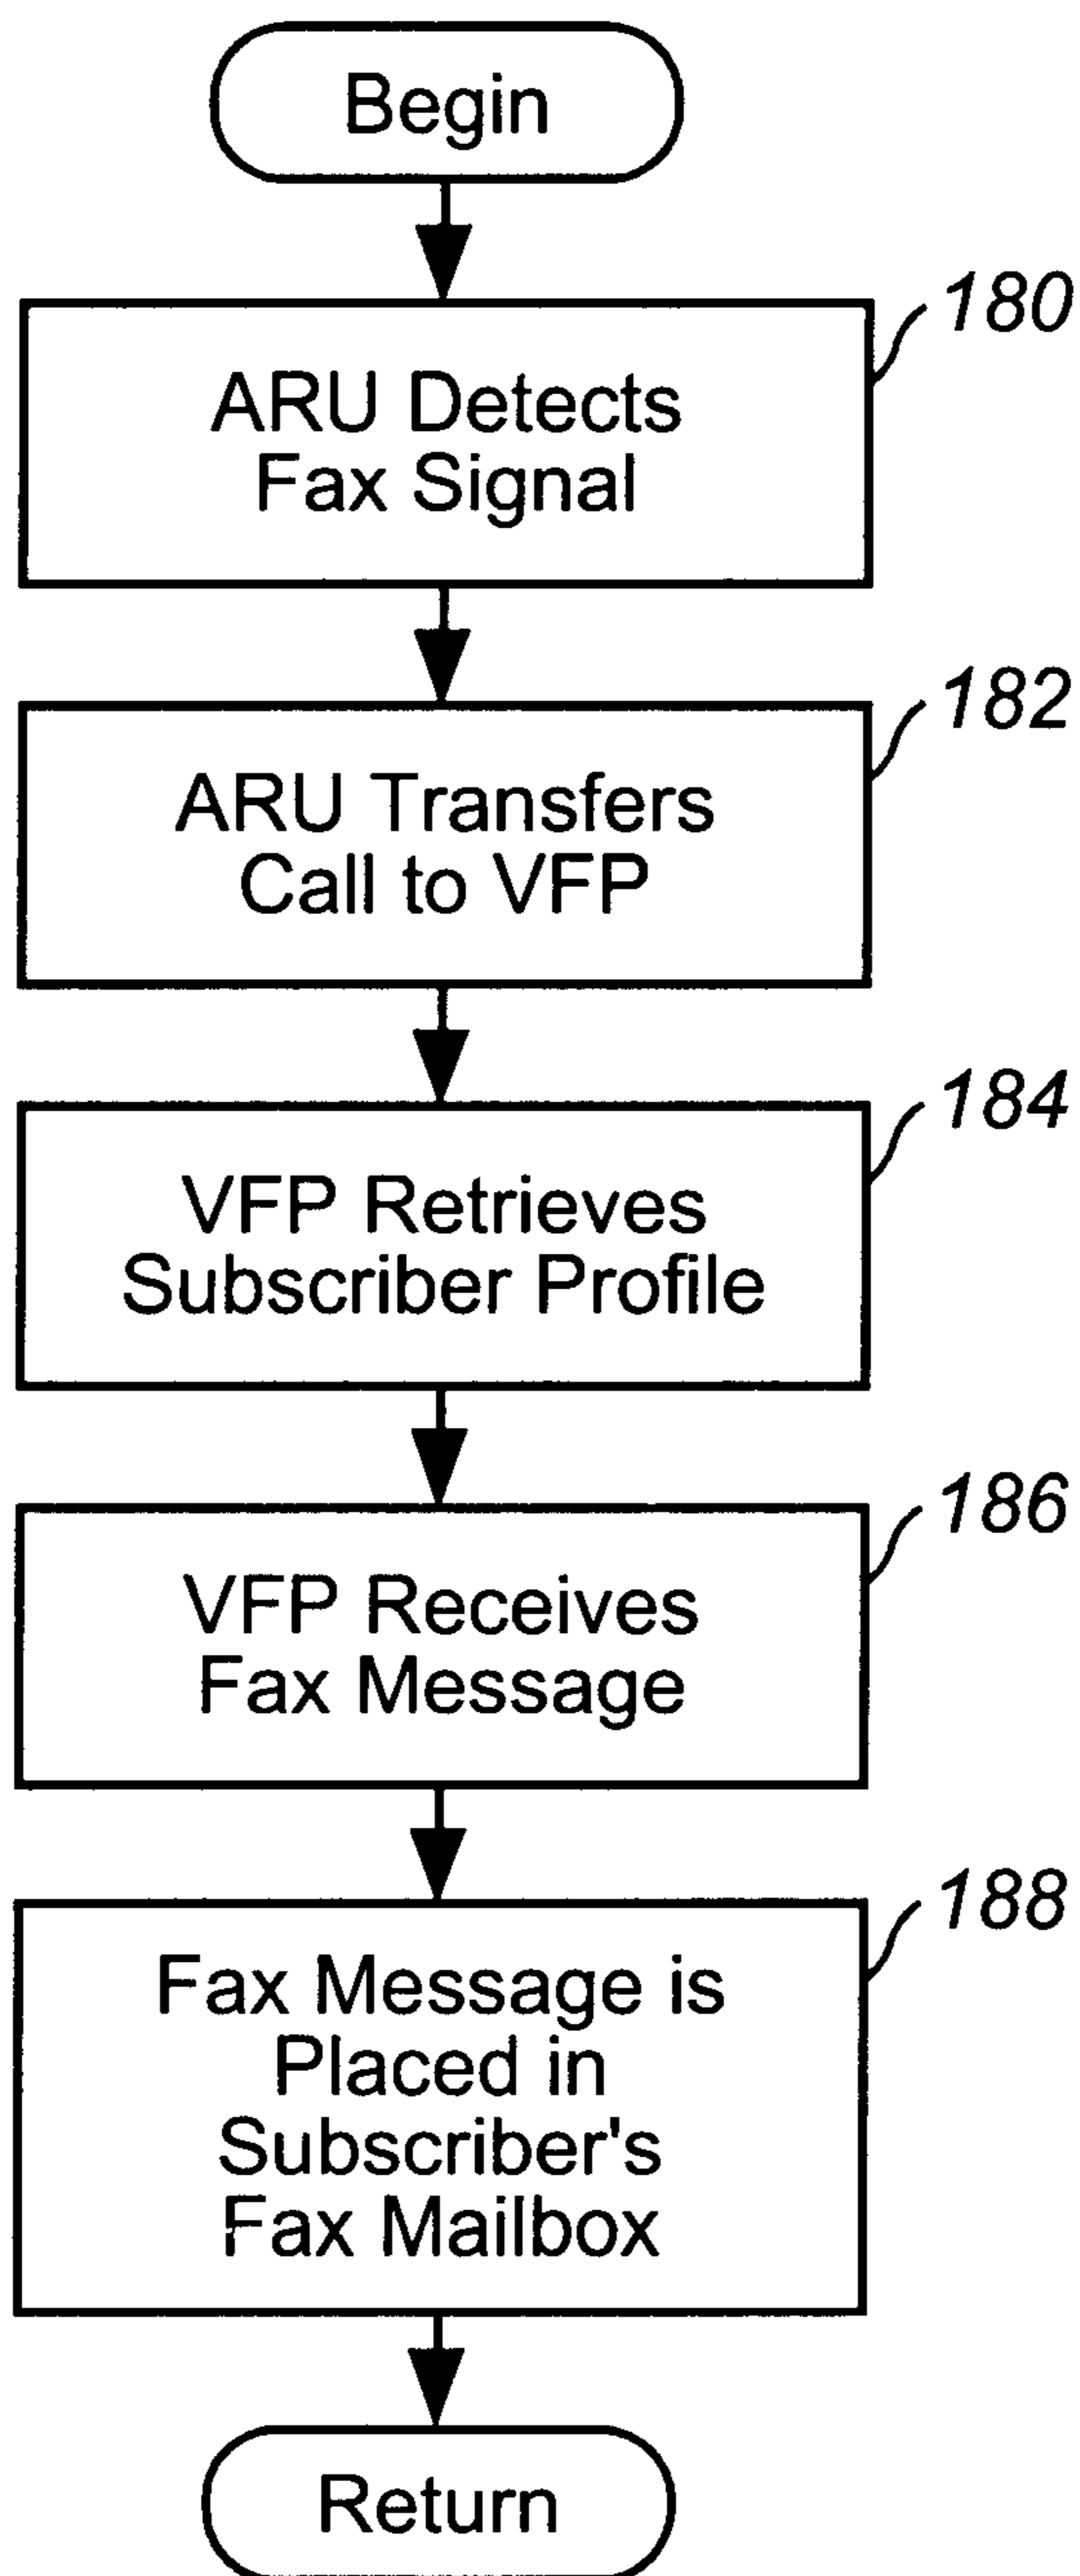 Begin
180
ARU Detects
Fax Signal
182
ARU Transfers
Call to VFP
184
VFP Retrieves
Subscriber Profile
186
VFP Receives
Fax Message
188
Fax Message is
Placed in
Subscriber's
Fax Mailbox
Return